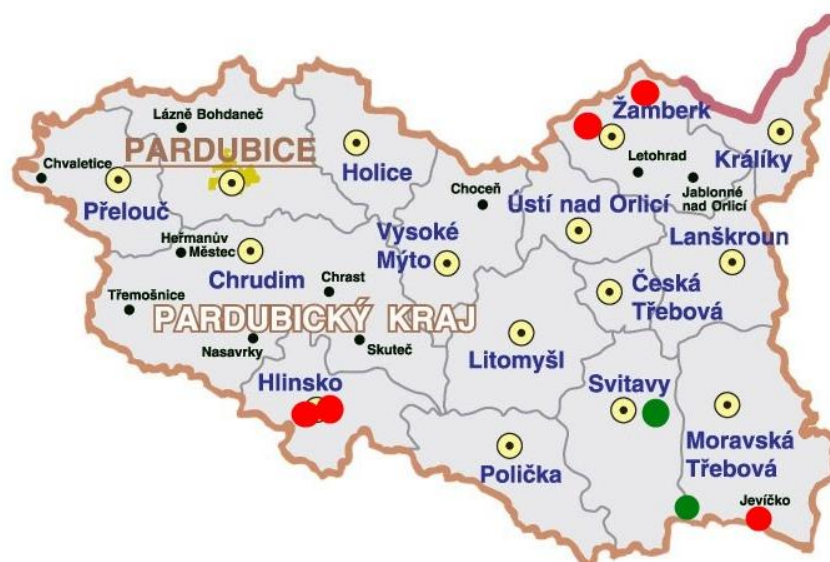 Lázně Bohdaneč
PARDUBICE
Žamberk
Holice
Králíky
Chvaletice
Letohrad
Jablonné
nad Orlicí
Choceň
Přelouč
Ústí nad Orlicí
Vysoké
Mýto
Lanškroun
Heřmanův
Městec
Chrudim
Chrast
Česká
Třebová
Třemošnice
PARDUBICKÝ KRAJ
Nasavrky
Skuteč
Litomyšl
Hlinsko
Svitavy
Moravská
Třebová
Polička
Jevíčko